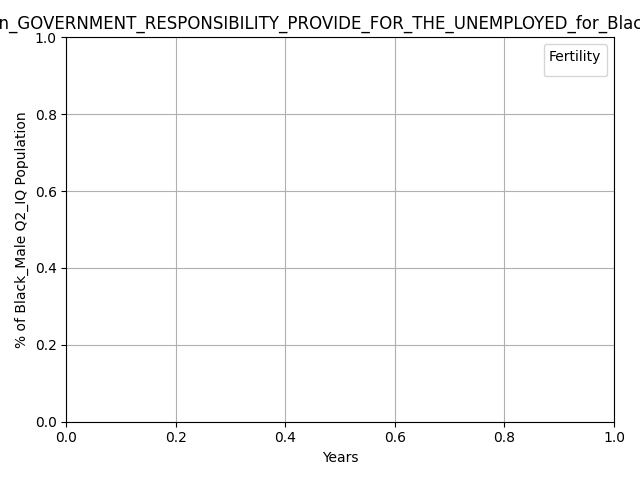 n_GOVERNMENT_RESPONSIBILITY_PROVIDE_FOR_THE_UNEMPLOYED_for_Blac
Fertility
% of Black_Male Q2_IQ Population
1.0
0.8
0.6
0.4
0.2
0.0
0.0 0.2 0.4 0.6 0.8 1.0
Years